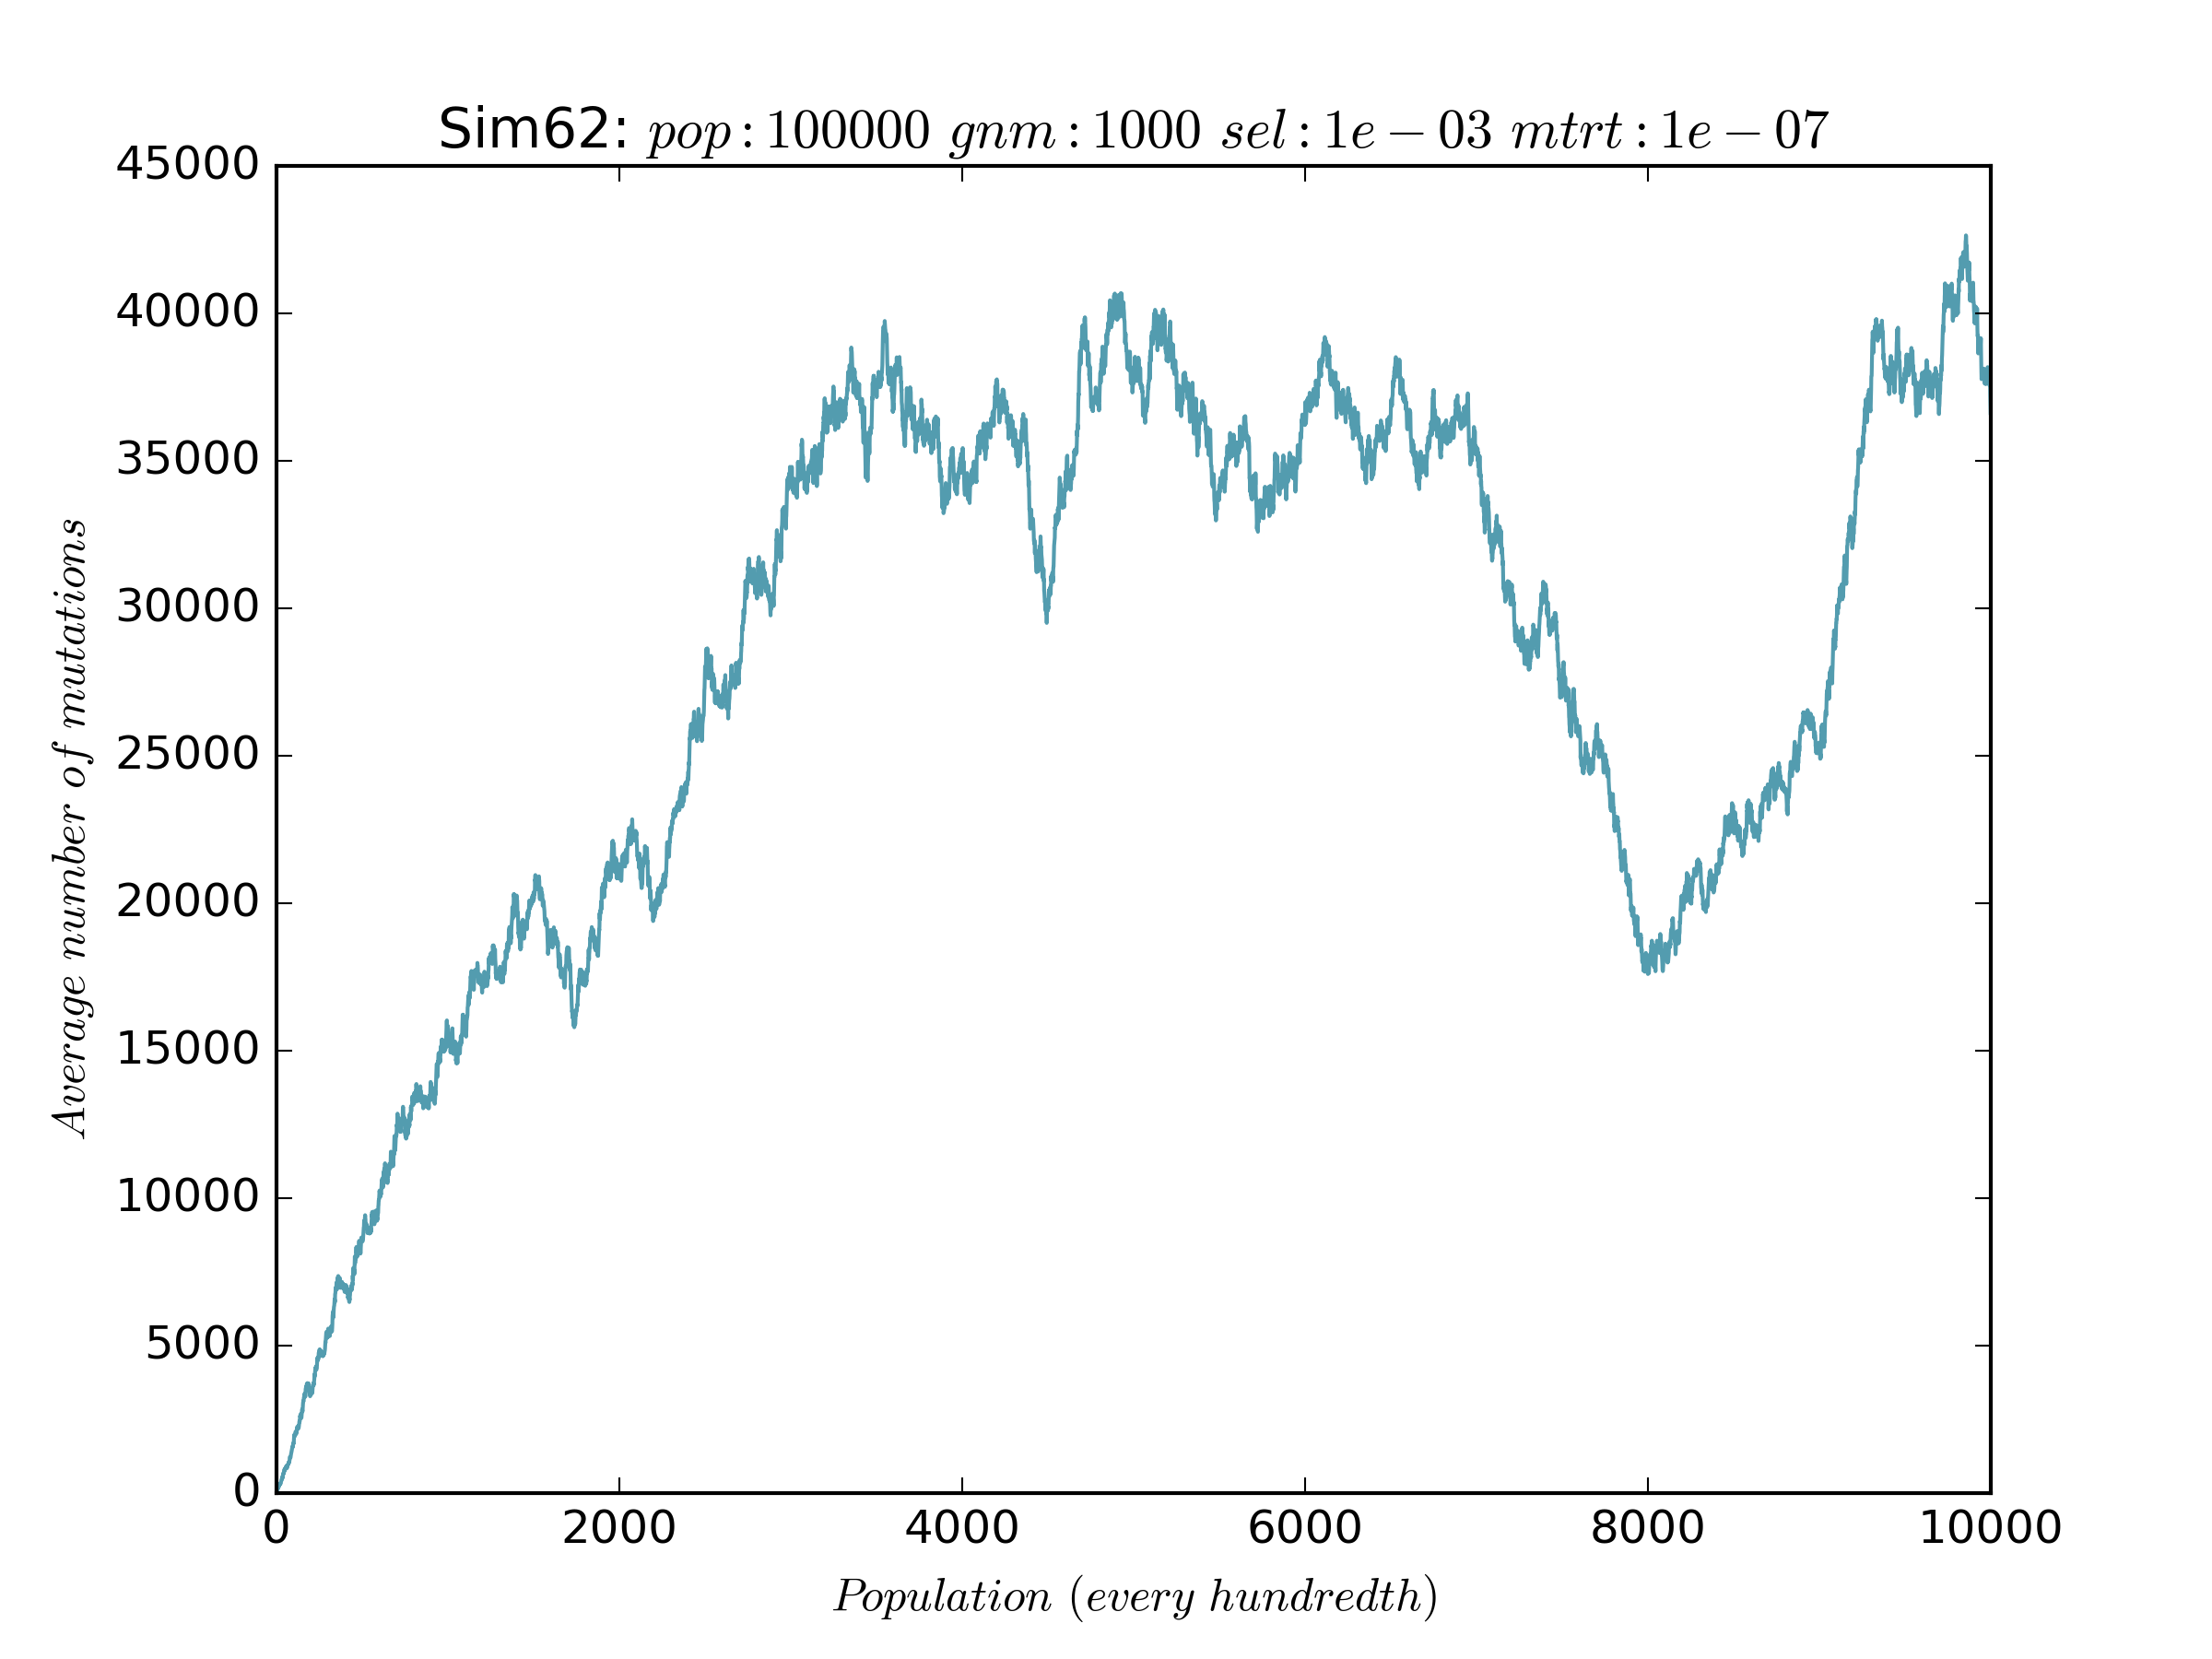 Sim62: pop : 100000 gnm : 1000 sel : 1e − 03 mtrt : 1e − 07
45000
40000
35000
30000
25000
20000
15000
10000
5000
0
Average number of mutations
0 2000 4000 6000 8000 10000
Population (every hundredth)